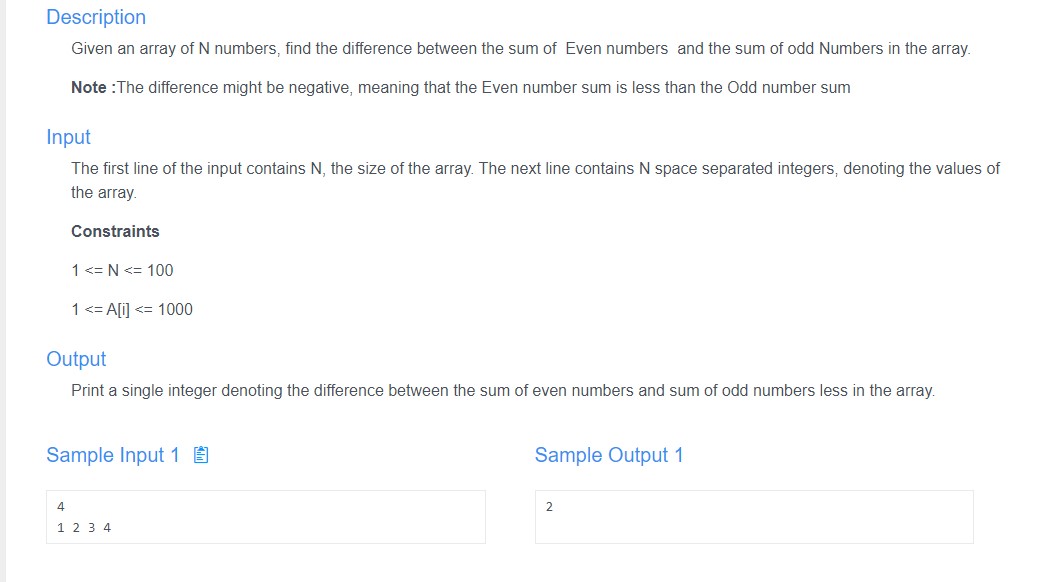 Description
Given an array of N numbers, find the difference between the sum of  Even numbers  and the sum of odd Numbers in the array.
Note :The difference might be negative, meaning that the Even number sum is less than the Odd number sum
Input
The first line of the input contains N, the size of the array. The next line contains N space separated integers, denoting the values of
the array.
Constraints
1 <= N <= 100
1 <= A[i] <= 1000
Output
Print a single integer denoting the difference between the sum of even numbers and sum of odd numbers less in the array.
Sample Input 1
4
1 2 3 4
Sample Output 1
2